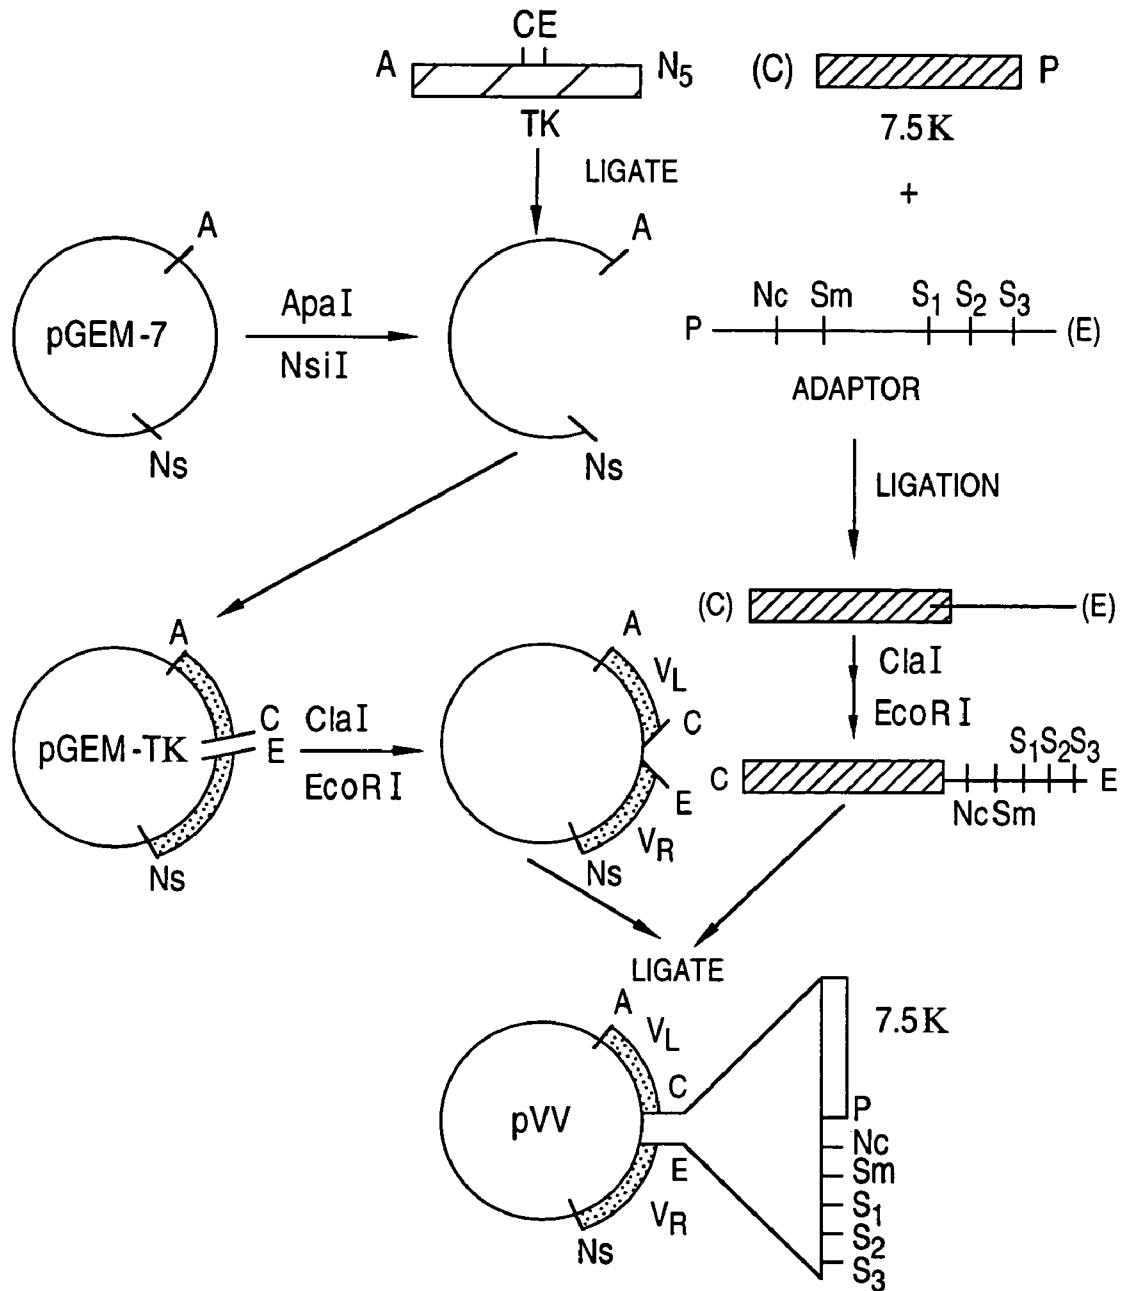 CE
A
N5
(C)
P
TK
7.5K
LIGATE
+
A
A
pGEM-7
ApaI
NsiI
Nc Sm S1 S2 S3
P
(E)
ADAPTOR
Ns
Ns
LIGATION
(C)
(E)
A
A
VL
ClaI
EcoRI
C
C
pGEM-TK
E
ClaI
EcoRI
S1S2S3
C
E
E
NcSm
VR
Ns
Ns
LIGATE
A
VL
7.5K
C
P
pVV
Nc
Sm
E
S1
VR
S2
Ns
S3